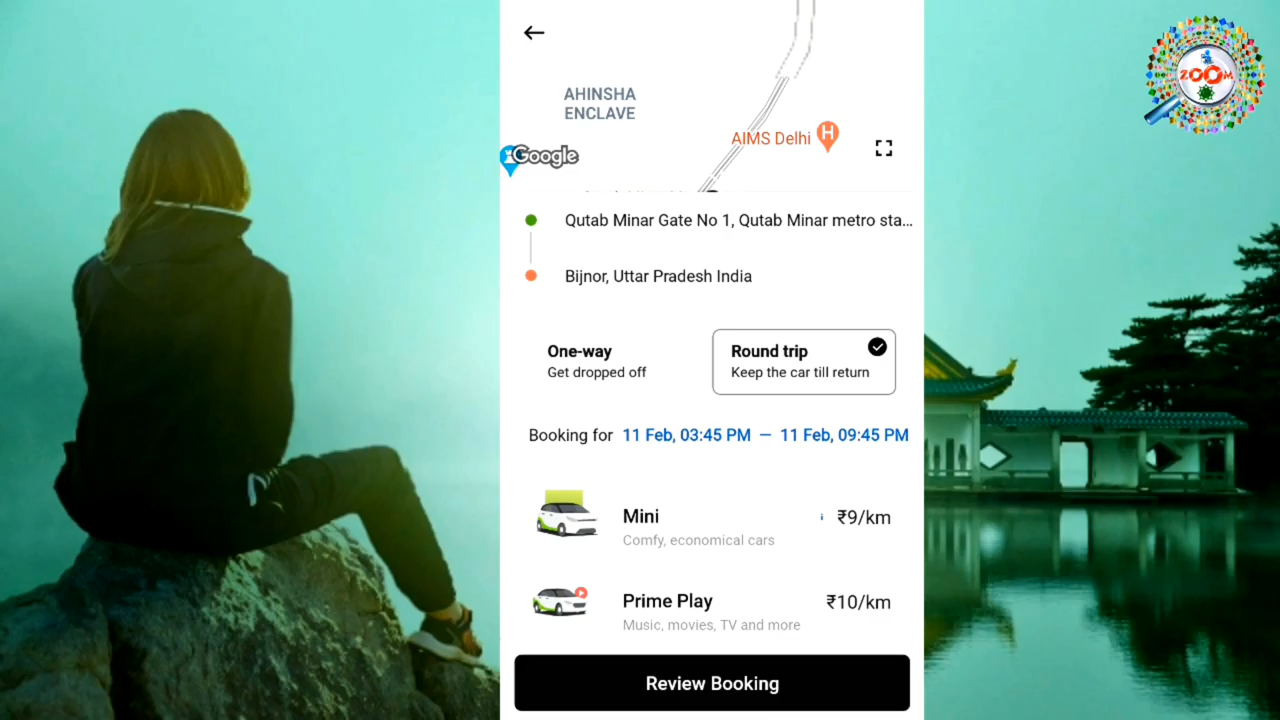 ZOOM
AHINSHA
ENCLAVE
AIMS Delhi
H
Google
Qutab Minar Gate No 1, Qutab Minar metro sta...
Bijnor, Uttar Pradesh India
One-way
Get dropped off
Round trip
Keep the car till return
Booking for 11 Feb, 03:45 PM — 11 Feb, 09:45 PM
Mini
₹9/km
Comfy, economical cars
Prime Play
₹10/km
Music, movies, TV and more
Review Booking